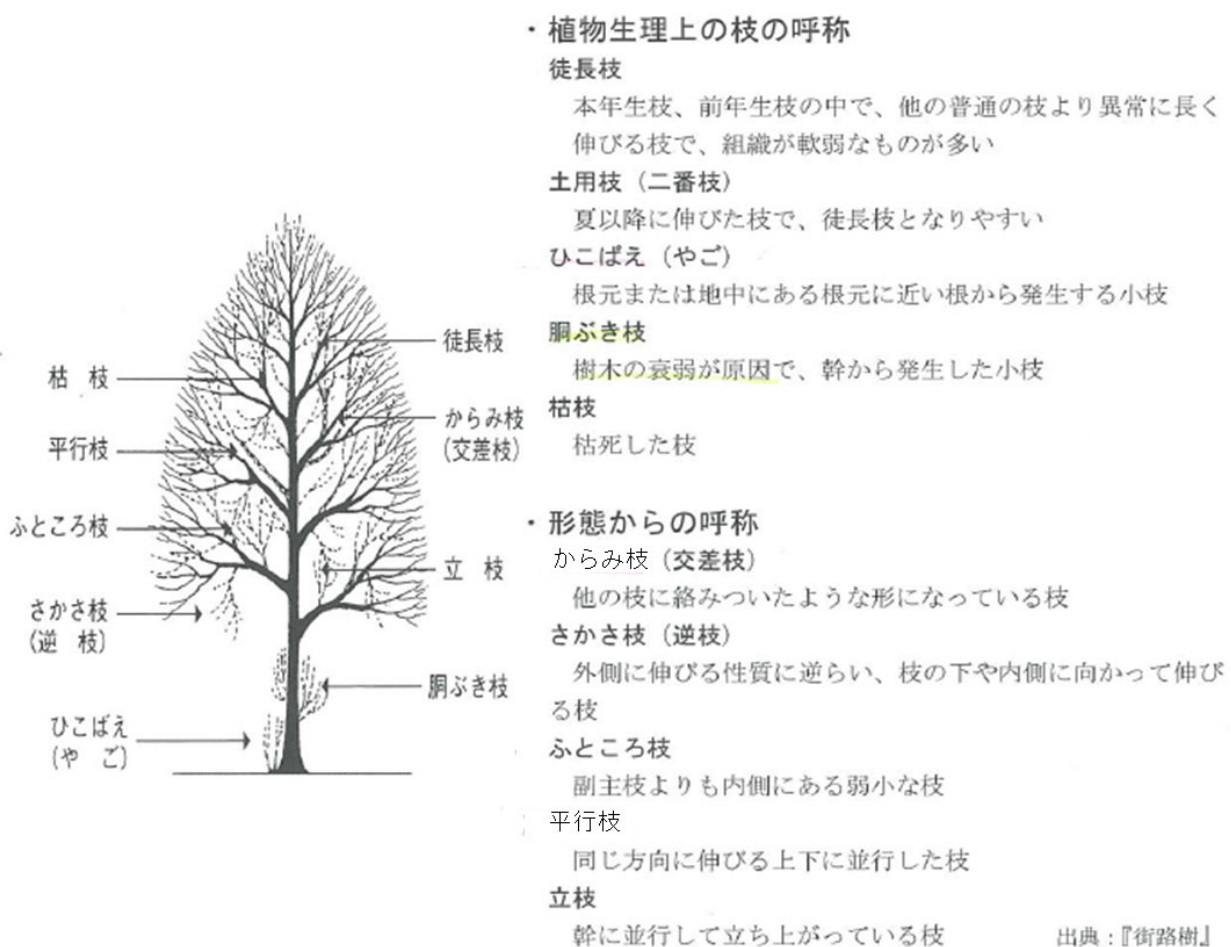 ・植物生理上の枝の呼称
徒長枝
本年生枝、前年生枝の中で、他の普通の枝より異常に長く
伸びる枝で、組織が軟弱なものが多い
土用枝（二番枝）
夏以降に伸びた枝で、徒長枝となりやすい
ひこばえ（やご）
根元または地中にある根元に近い根から発生する小枝
胴ぶき枝
樹木の衰弱が原因で、幹から発生した小枝
枯枝
枯死した枝
・形態からの呼称
からみ枝（交差枝）
他の枝に絡みついたような形になっている枝
さかさ枝（逆枝）
外側に伸びる性質に逆らい、枝の下や内側に向かって伸び
る枝
ふところ枝
副主枝よりも内側にある弱小な枝
平行枝
同じ方向に伸びる上下に並行した枝
立枝
幹に並行して立ち上がっている枝
出典：『街路樹』
徒長枝
枯 枝
からみ枝
（交差枝）
平行枝
ふところ枝
立 枝
さかさ枝
（逆 枝）
胴ぶき枝
ひこばえ
（や ご）